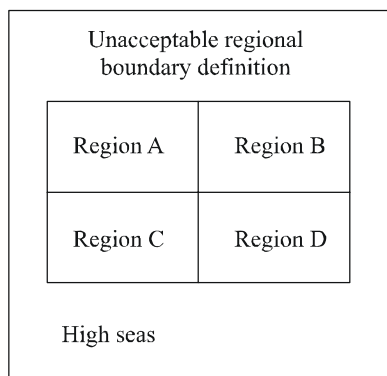 Unacceptable regional
boundary definition
Region A
Region B
Region C
Region D
High seas